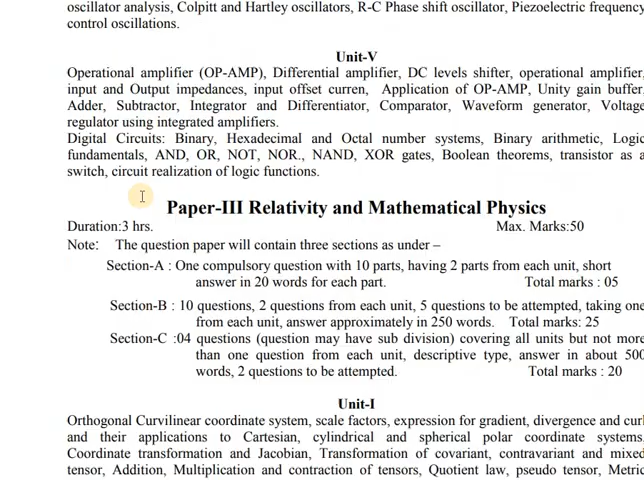 oscillator analysis, Colpitt and Hartley oscillators, R-C Phase shift oscillator, Piezoelectric frequency
control oscillations.
Unit-V
Operational amplifier (OP-AMP), Differential amplifier, DC levels shifter, operational amplifier,
input and Output impedances, input offset curren, Application of OP-AMP, Unity gain buffer,
Adder, Subtractor, Integrator and Differentiator, Comparator, Waveform generator, Voltage
regulator using integrated amplifiers.
Digital Circuits: Binary, Hexadecimal and Octal number systems, Binary arithmetic, Logic
fundamentals, AND, OR, NOT, NOR., NAND, XOR gates, Boolean theorems, transistor as a
switch, circuit realization of logic functions.
Paper-III Relativity and Mathematical Physics
Duration:3 hrs. Max. Marks:50
Note: The question paper will contain three sections as under –
Section-A : One compulsory question with 10 parts, having 2 parts from each unit, short
answer in 20 words for each part. Total marks : 05
Section-B : 10 questions, 2 questions from each unit, 5 questions to be attempted, taking one
from each unit, answer approximately in 250 words. Total marks: 25
Section-C :04 questions (question may have sub division) covering all units but not more
than one question from each unit, descriptive type, answer in about 500
words, 2 questions to be attempted. Total marks : 20
Unit-I
Orthogonal Curvilinear coordinate system, scale factors, expression for gradient, divergence and curl
and their applications to Cartesian, cylindrical and spherical polar coordinate systems,
Coordinate transformation and Jacobian, Transformation of covariant, contravariant and mixed
tensor, Addition, Multiplication and contraction of tensors, Quotient law, pseudo tensor, Metric